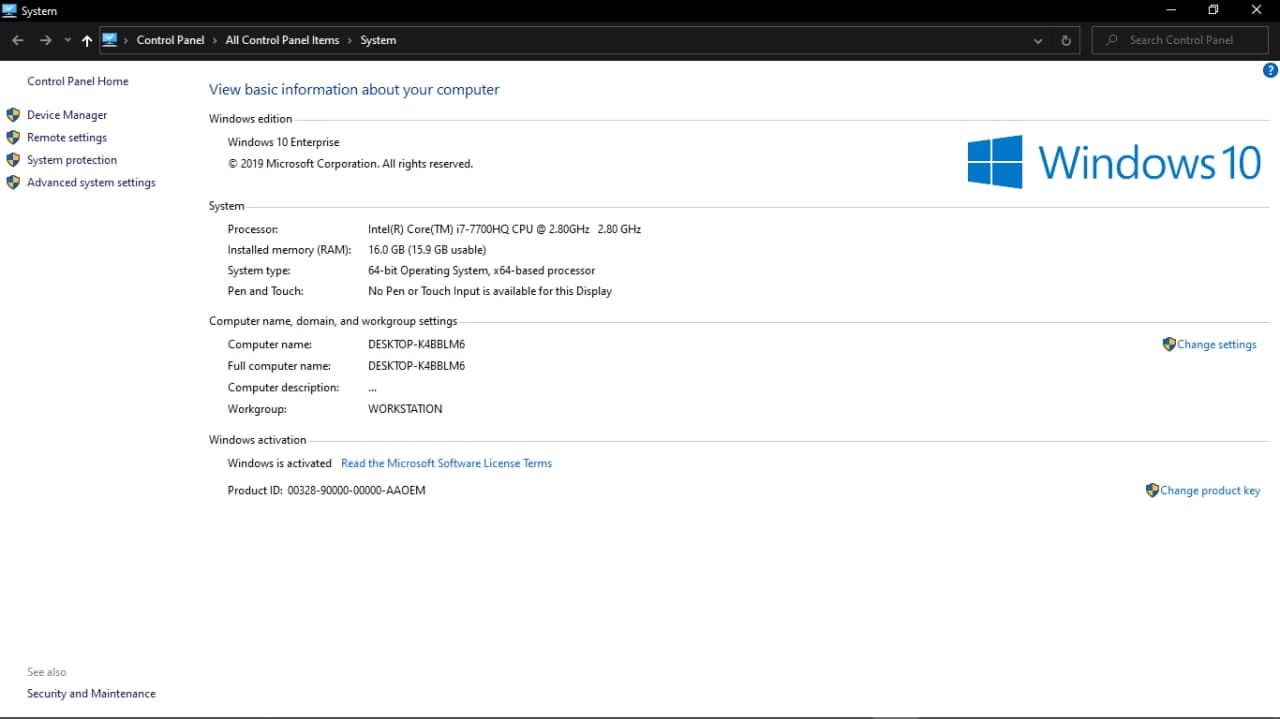 System
Control Panel › All Control Panel Items › System
Search Control Panel
?
Control Panel Home
Device Manager
Remote settings
System protection
Advanced system settings
View basic information about your computer
Windows edition
Windows 10 Enterprise
© 2019 Microsoft Corporation. All rights reserved.
Windows 10
System
Processor: Intel(R) Core(TM) i7-7700HQ CPU @ 2.80GHz 2.80 GHz
Installed memory (RAM): 16.0 GB (15.9 GB usable)
System type: 64-bit Operating System, x64-based processor
Pen and Touch: No Pen or Touch Input is available for this Display
Computer name, domain, and workgroup settings
Computer name: DESKTOP-K4BBLM6
Change settings
Full computer name: DESKTOP-K4BBLM6
Computer description: ...
Workgroup: WORKSTATION
Windows activation
Windows is activated Read the Microsoft Software License Terms
Product ID: 00328-90000-00000-AAOEM
Change product key
See also
Security and Maintenance